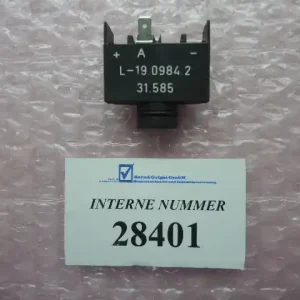 + A -
L-19.0984.2
31.585
INTERNE NUMMER
28401